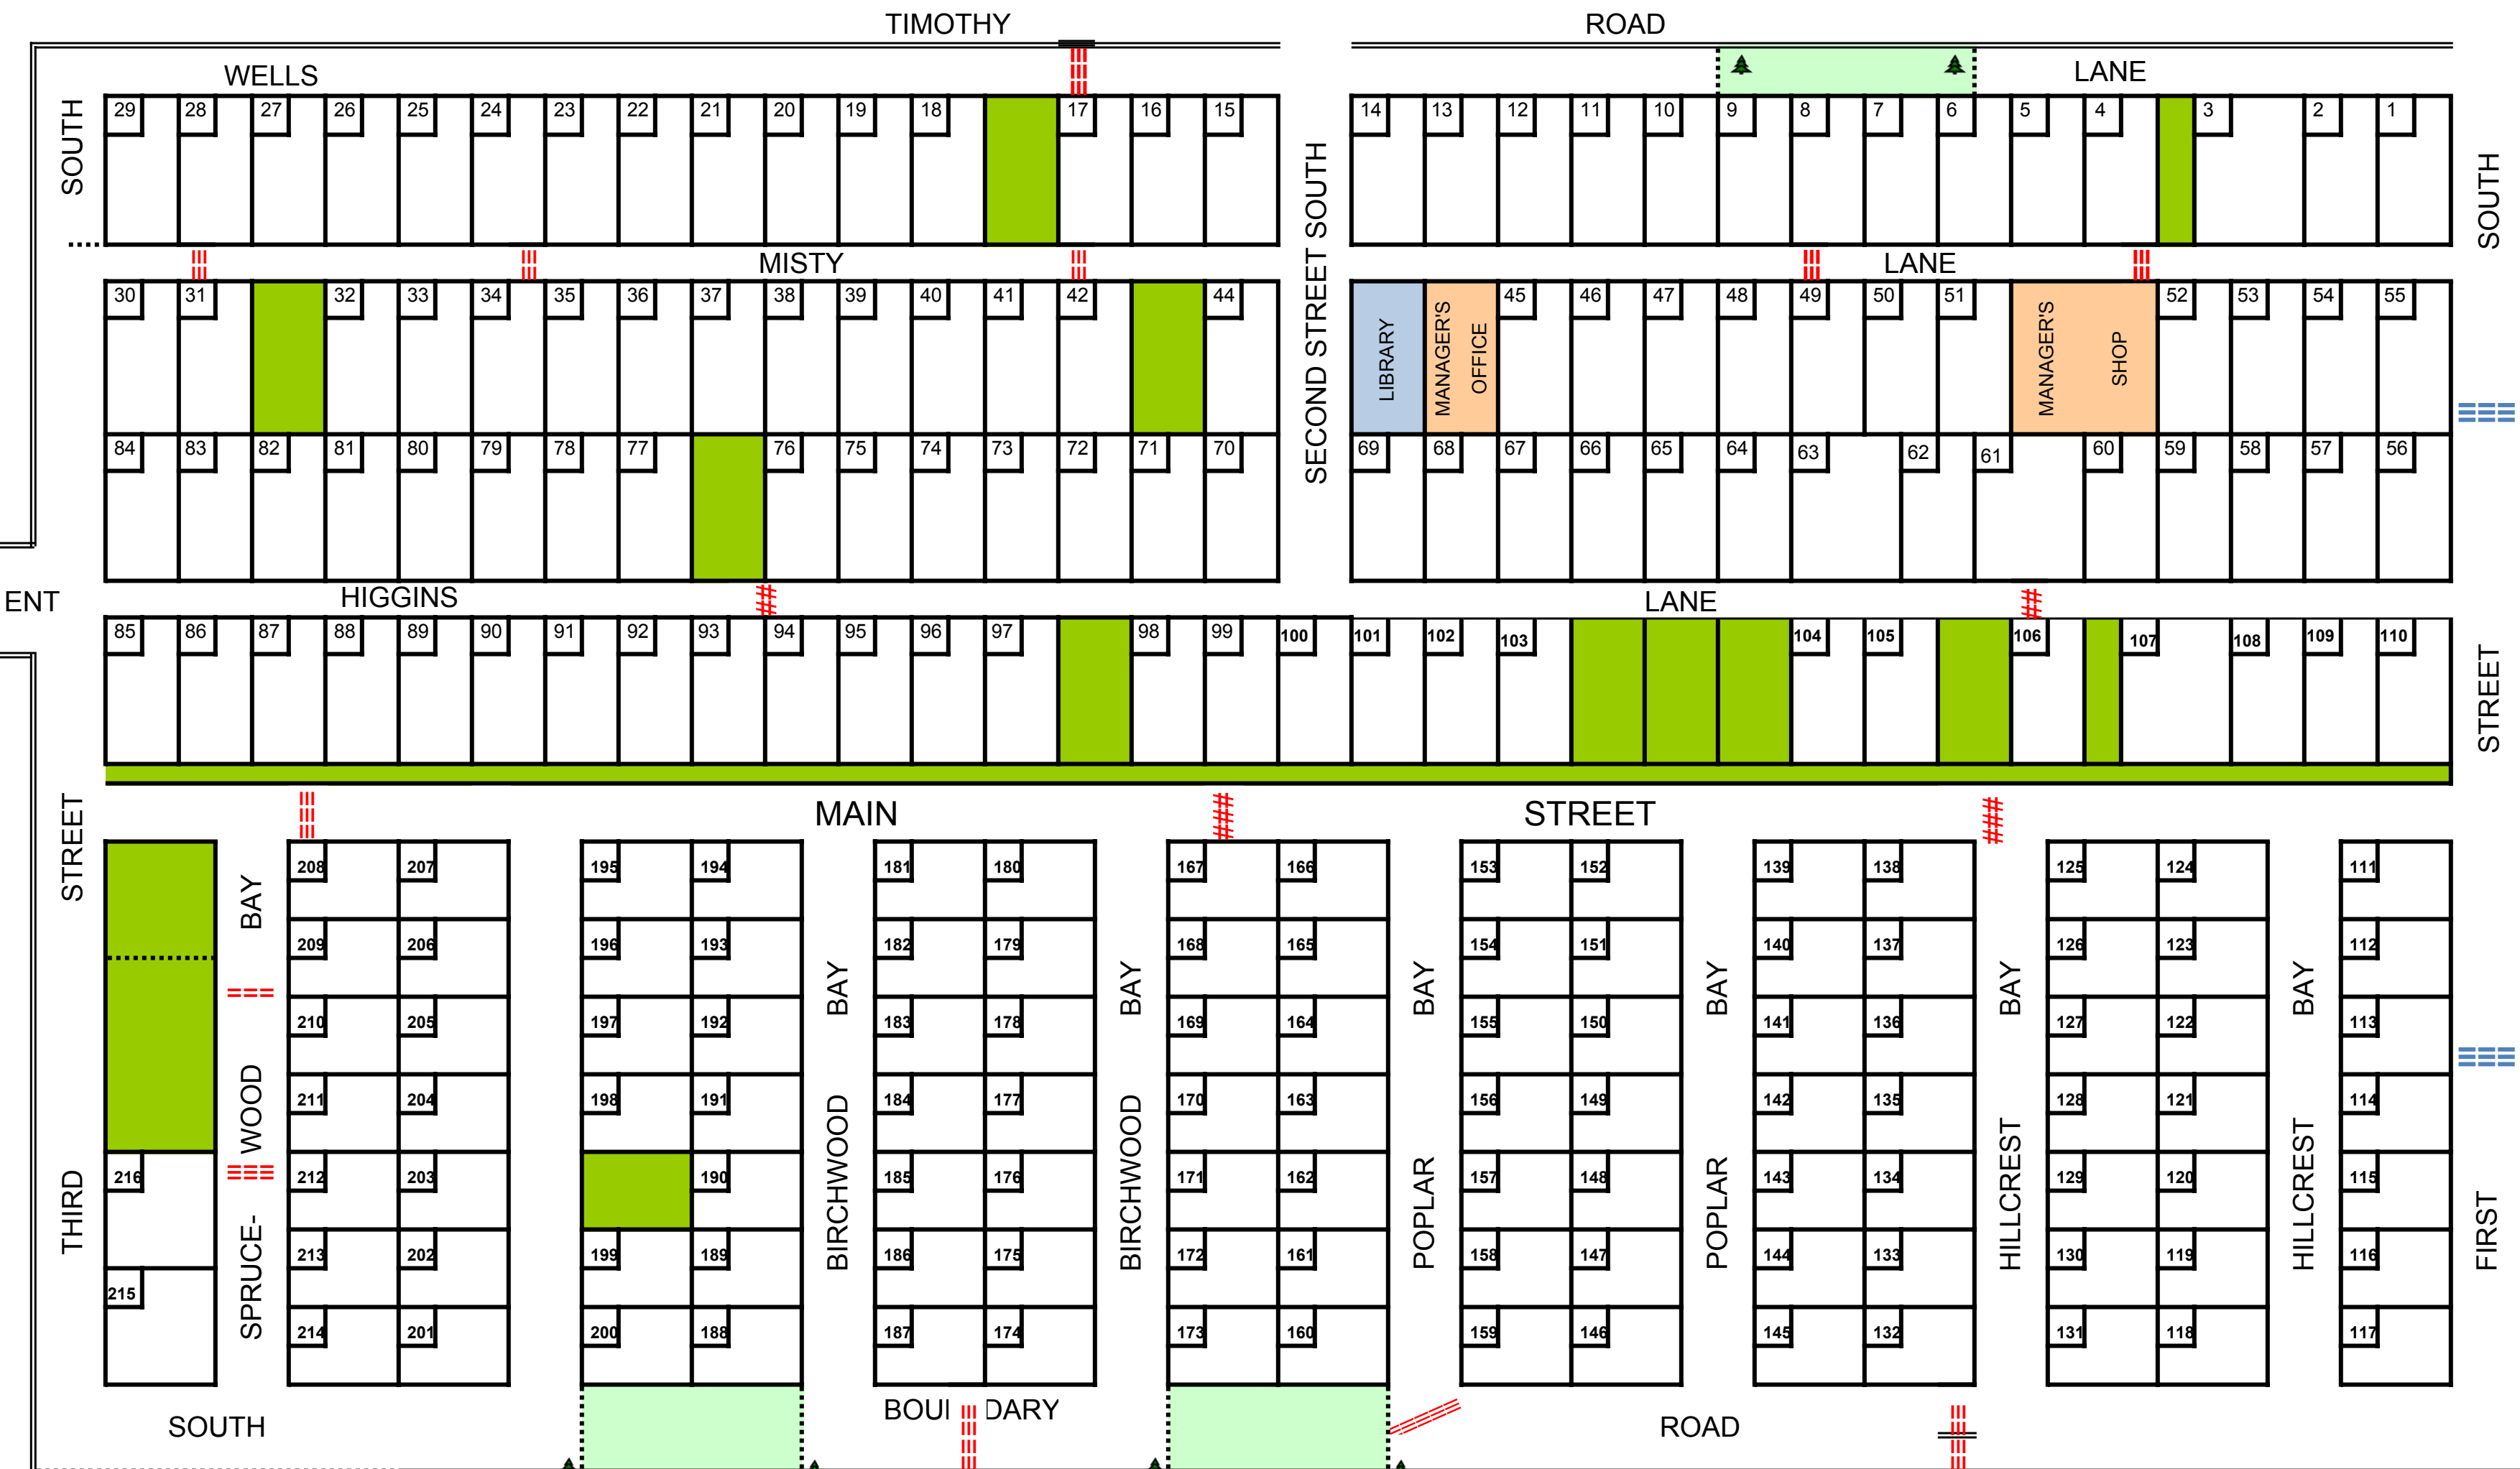 TIMOTHY ROAD
WELLS LANE
SOUTH
29 28 27 26 25 24 23 22 21 20 19 18 17 16 15 14 13 12 11 10 9 8 7 6 5 4 3 2 1
SECOND STREET SOUTH
SOUTH
MISTY LANE
30 31 32 33 34 35 36 37 38 39 40 41 42 44 45 46 47 48 49 50 51 52 53 54 55
LIBRARY
MANAGER'S
OFFICE
MANAGER'S
SHOP
84 83 82 81 80 79 78 77 76 75 74 73 72 71 70 69 68 67 66 65 64 63 62 61 60 59 58 57 56
ENT
HIGGINS LANE
85 86 87 88 89 90 91 92 93 94 95 96 97 98 99 100 101 102 103 104 105 106 107 108 109 110
STREET
MAIN STREET
STREET
208 207 195 194 181 180 167 166 153 152 139 138 125 124 111
209 206 196 193 182 179 168 165 154 151 140 137 126 123 112
210 205 197 192 183 178 169 164 155 150 141 136 127 122 113
211 204 198 191 184 177 170 163 156 149 142 135 128 121 114
216 212 203 190 185 176 171 162 157 148 143 134 129 120 115
213 202 199 189 186 175 172 161 158 147 144 133 130 119 116
215
214 201 200 188 187 174 173 160 159 146 145 132 131 118 117
THIRD
SPRUCE-
WOOD
BAY
BIRCHWOOD BAY
BIRCHWOOD BAY
POPLAR BAY
POPLAR BAY
HILLCREST BAY
HILLCREST BAY
FIRST
SOUTH BOUI DARY ROAD